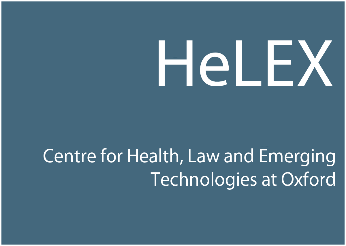 HeLEX
Centre for Health, Law and Emerging
Technologies at Oxford